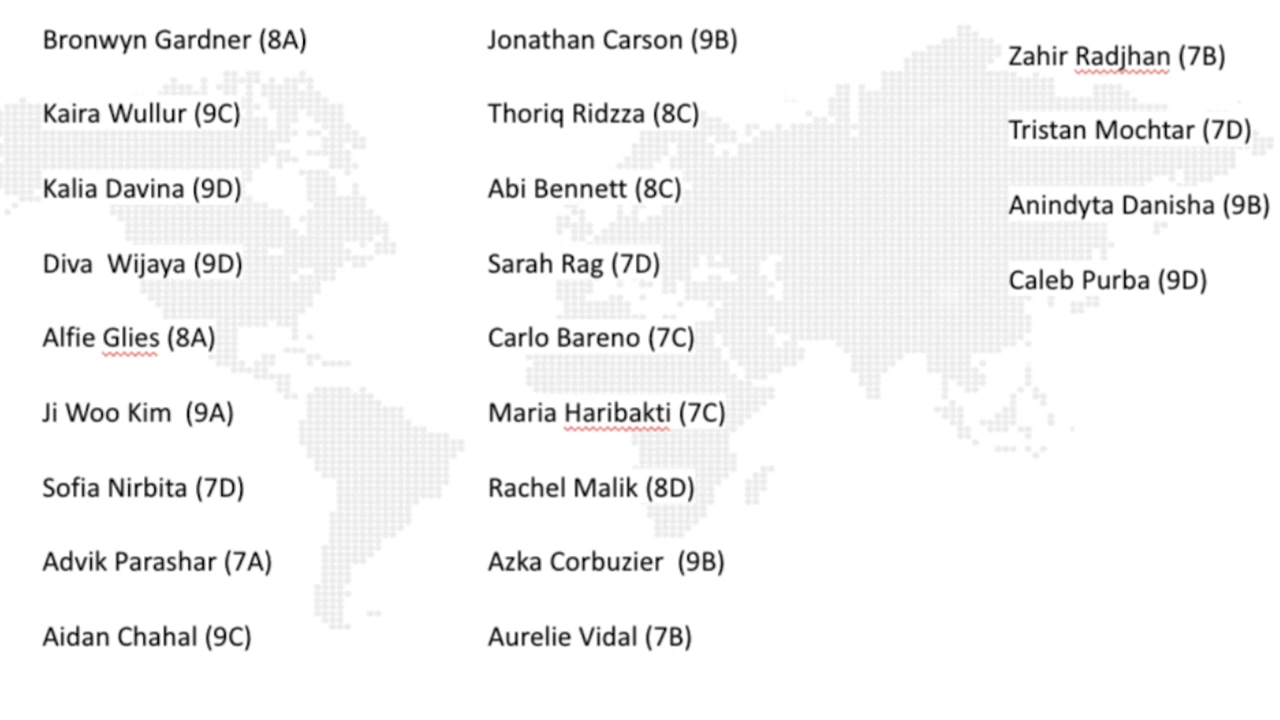 Bronwyn Gardner (8A)
Kaira Wullur (9C)
Kalia Davina (9D)
Diva  Wijaya (9D)
Alfie Glies (8A)
Ji Woo Kim  (9A)
Sofia Nirbita (7D)
Advik Parashar (7A)
Aidan Chahal (9C)
Jonathan Carson (9B)
Thoriq Ridzza (8C)
Abi Bennett (8C)
Sarah Rag (7D)
Carlo Bareno (7C)
Maria Haribakti (7C)
Rachel Malik (8D)
Azka Corbuzier  (9B)
Aurelie Vidal (7B)
Zahir Radjhan (7B)
Tristan Mochtar (7D)
Anindyta Danisha (9B)
Caleb Purba (9D)